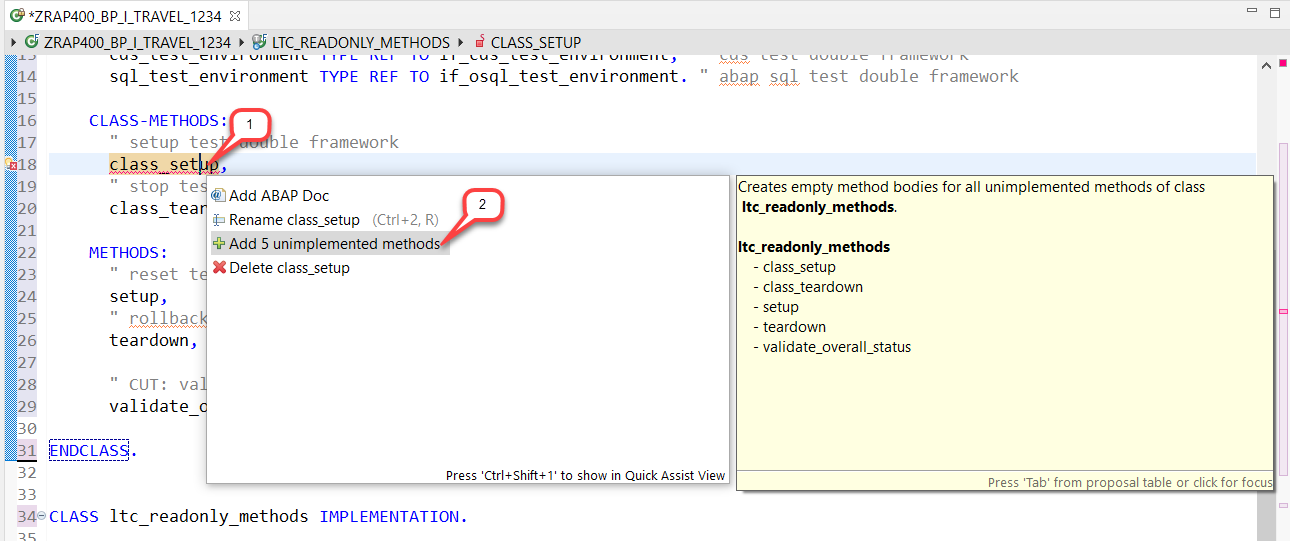 *ZRAP400_BP_I_TRAVEL_1234
ZRAP400_BP_I_TRAVEL_1234 LTC_READONLY_METHODS CLASS_SETUP
13 cds_test_environment TYPE REF TO if_cds_test_environment, " cds test double framework
14 sql_test_environment TYPE REF TO if_osql_test_environment. " abap sql test double framework
15
16 CLASS-METHODS:
1
17 " setup test double framework
18 class_setup,
19 " stop tes
20 class_tear
21
22 METHODS:
23 " reset te
24 setup,
25 " rollback
26 teardown,
27
28 " CUT: val
29 validate_o
30
31 ENDCLASS.
32
33
34 CLASS ltc_readonly_methods IMPLEMENTATION.
35
Add ABAP Doc
Rename class_setup (Ctrl+2, R)
2
Add 5 unimplemented methods
Delete class_setup
Press 'Ctrl+Shift+1' to show in Quick Assist View
Creates empty method bodies for all unimplemented methods of class
ltc_readonly_methods.
ltc_readonly_methods
- class_setup
- class_teardown
- setup
- teardown
- validate_overall_status
Press 'Tab' from proposal table or click for focus